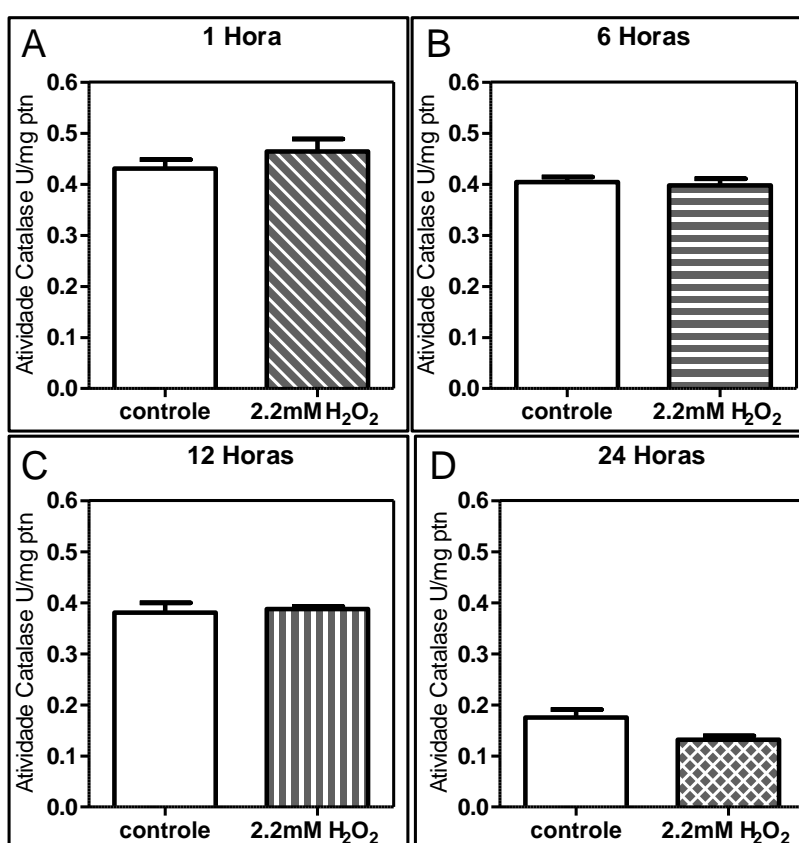 A
1 Hora
Atividade Catalase U/mg ptn
0.6
0.5
0.4
0.3
0.2
0.1
0.0
controle
2.2mM H₂O₂
B
6 Horas
Atividade Catalase U/mg ptn
0.6
0.5
0.4
0.3
0.2
0.1
0.0
controle
2.2mM H₂O₂
C
12 Horas
Atividade Catalase U/mg ptn
0.6
0.5
0.4
0.3
0.2
0.1
0.0
controle
2.2mM H₂O₂
D
24 Horas
Atividade Catalase U/mg ptn
0.6
0.5
0.4
0.3
0.2
0.1
0.0
controle
2.2mM H₂O₂